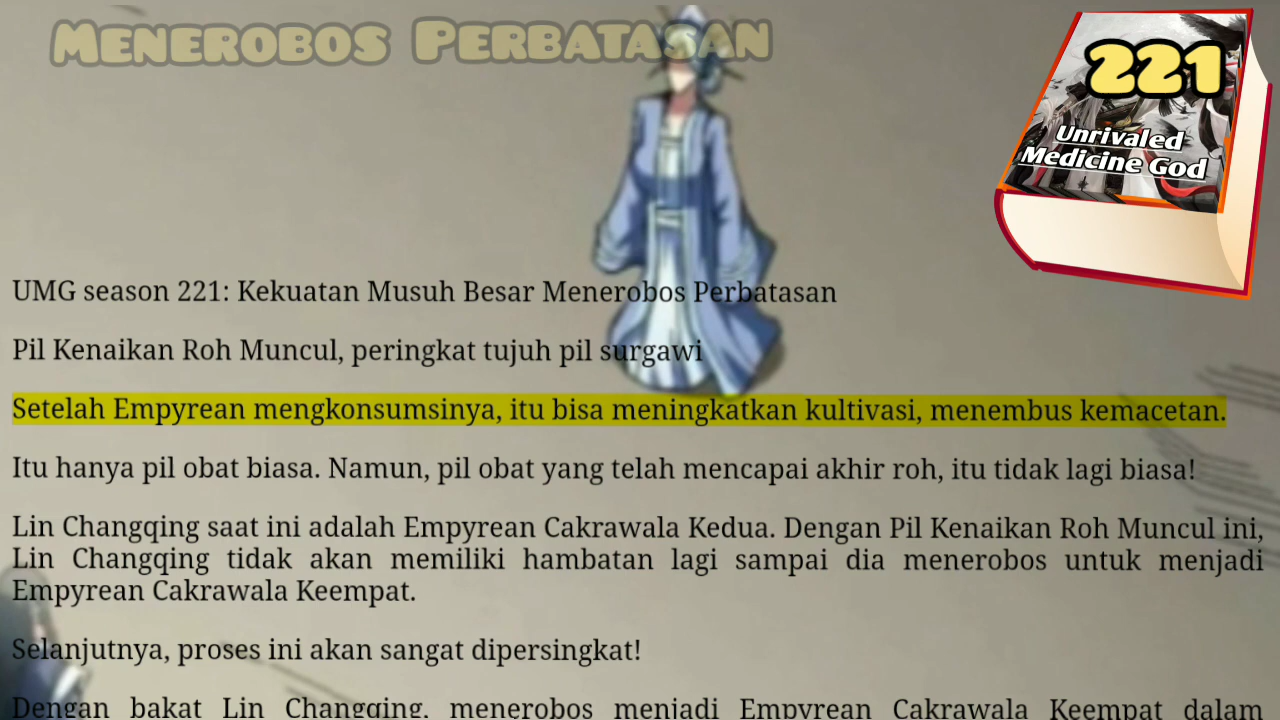 Menerobos Perbatasan
221
Unrivaled
Medicine God
UMG season 221: Kekuatan Musuh Besar Menerobos Perbatasan
Pil Kenaikan Roh Muncul, peringkat tujuh pil surgawi
Setelah Empyrean mengkonsumsinya, itu bisa meningkatkan kultivasi, menembus kemacetan.
Itu hanya pil obat biasa. Namun, pil obat yang telah mencapai akhir roh, itu tidak lagi biasa!
Lin Changqing saat ini adalah Empyrean Cakrawala Kedua. Dengan Pil Kenaikan Roh Muncul ini,
Lin Changqing tidak akan memiliki hambatan lagi sampai dia menerobos untuk menjadi
Empyrean Cakrawala Keempat.
Selanjutnya, proses ini akan sangat dipersingkat!
Dengan bakat Lin Changqing, menerobos menjadi Empyrean Cakrawala Keempat dalam